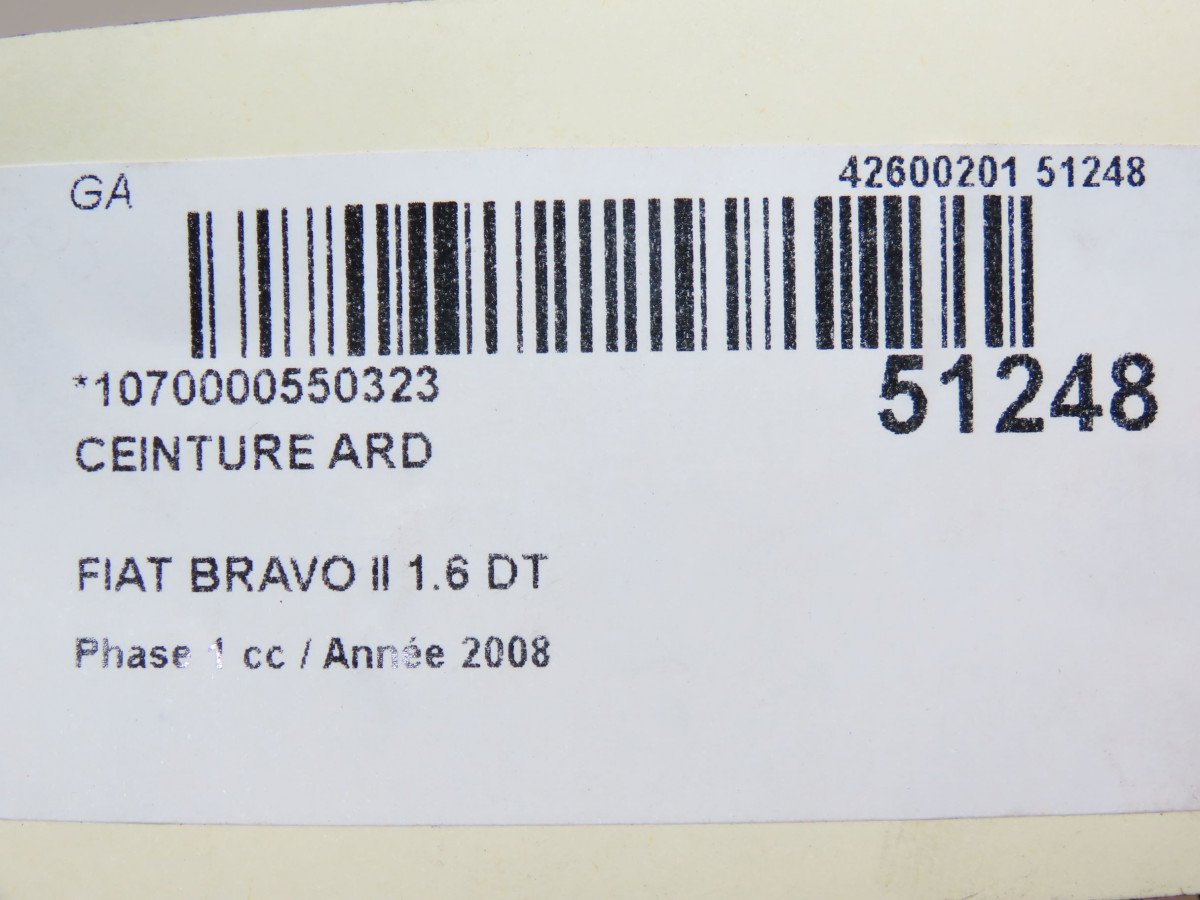 GA
42600201 51248
*1070000550323
51248
CEINTURE ARD
FIAT BRAVO II 1.6 DT
Phase 1 cc / Année 2008